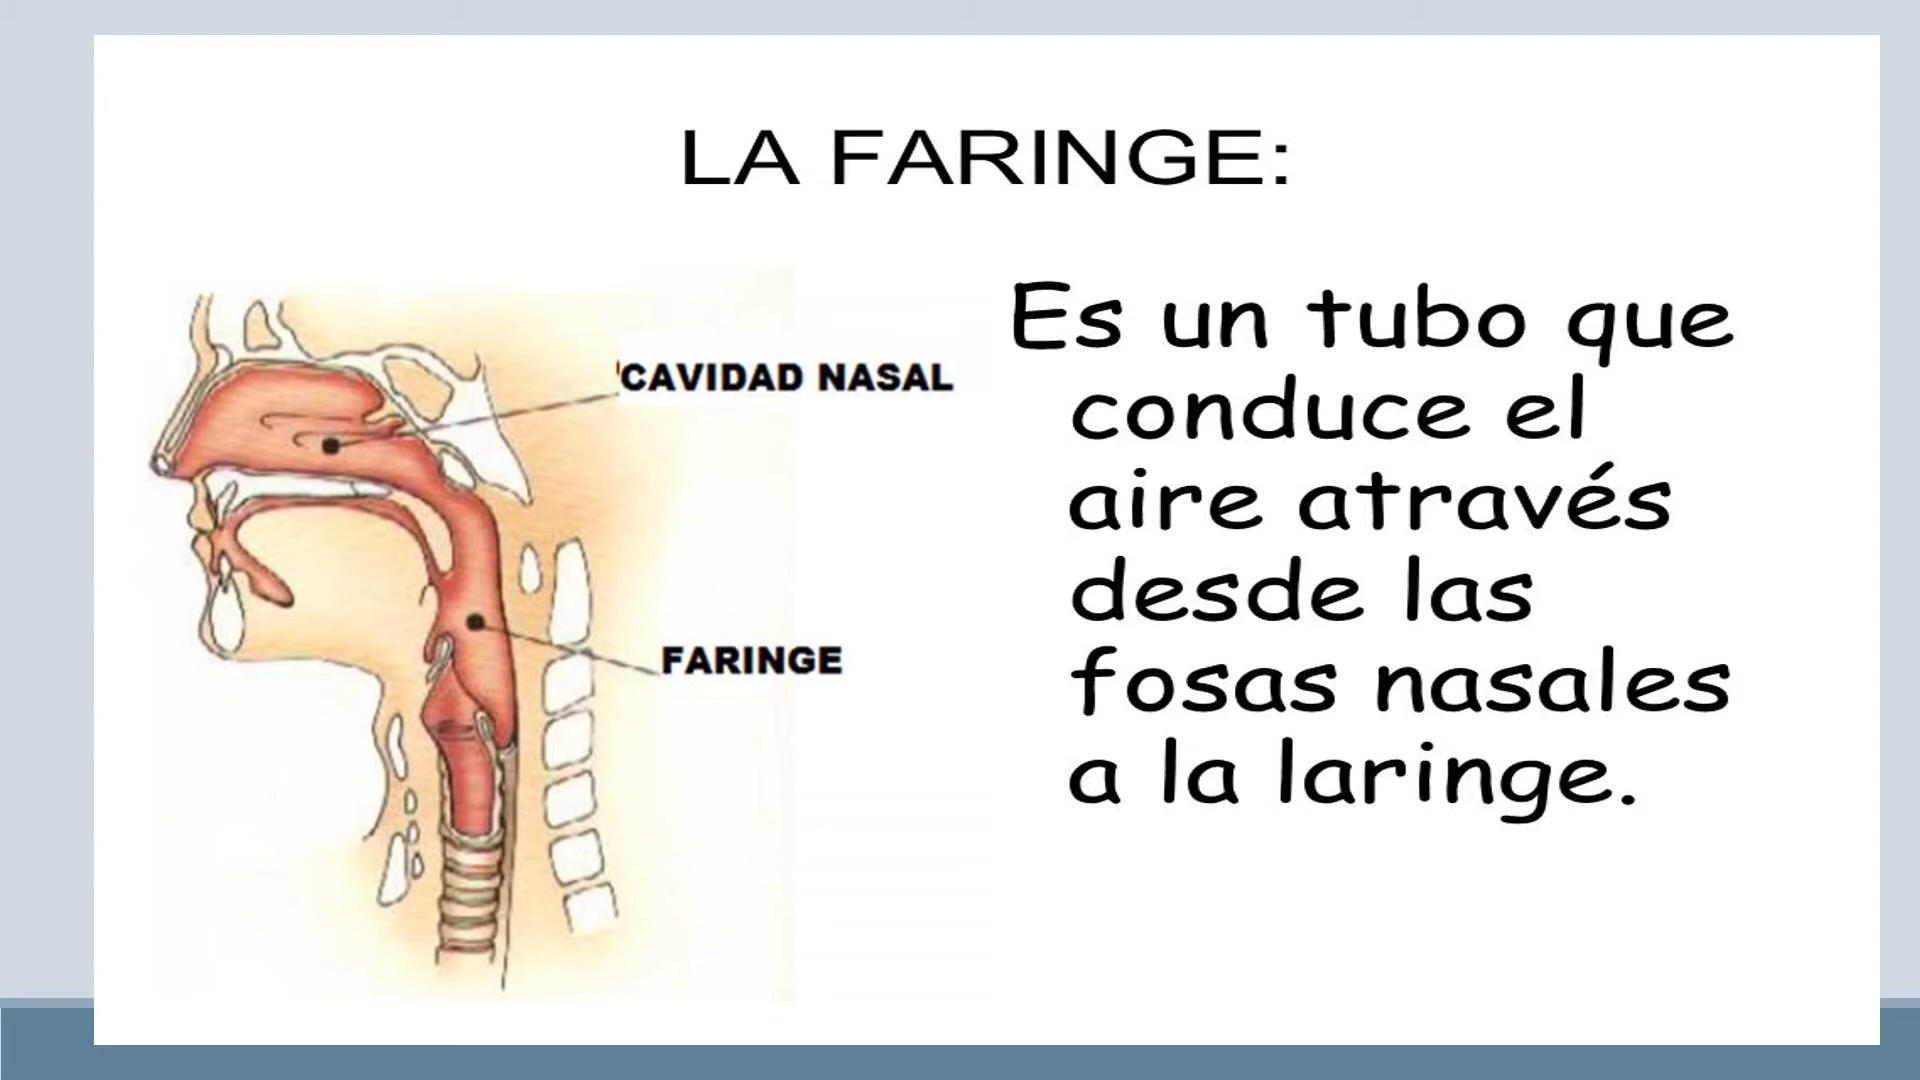 LA FARINGE:
CAVIDAD NASAL
FARINGE
Es un tubo que
conduce el
aire através
desde las
fosas nasales
a la laringe.